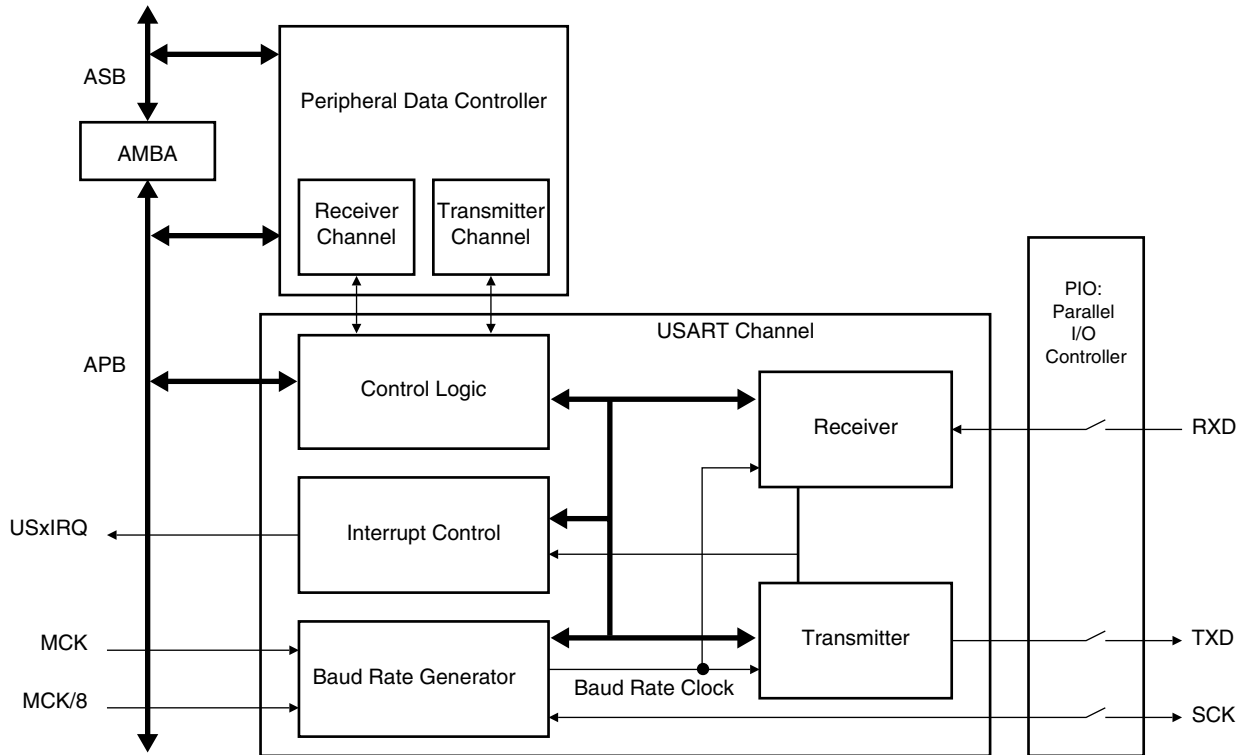 ASB
Peripheral Data Controller
AMBA
Receiver
Channel
Transmitter
Channel
PIO:
Parallel
I/O
Controller
USART Channel
APB
Control Logic
Receiver
RXD
USxIRQ
Interrupt Control
MCK
Transmitter
TXD
Baud Rate Generator
Baud Rate Clock
MCK/8
SCK